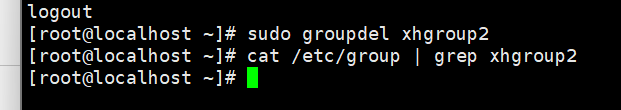 logout
[root@localhost ~]# sudo groupdel xhgroup2
[root@localhost ~]# cat /etc/group | grep xhgroup2
[root@localhost ~]#